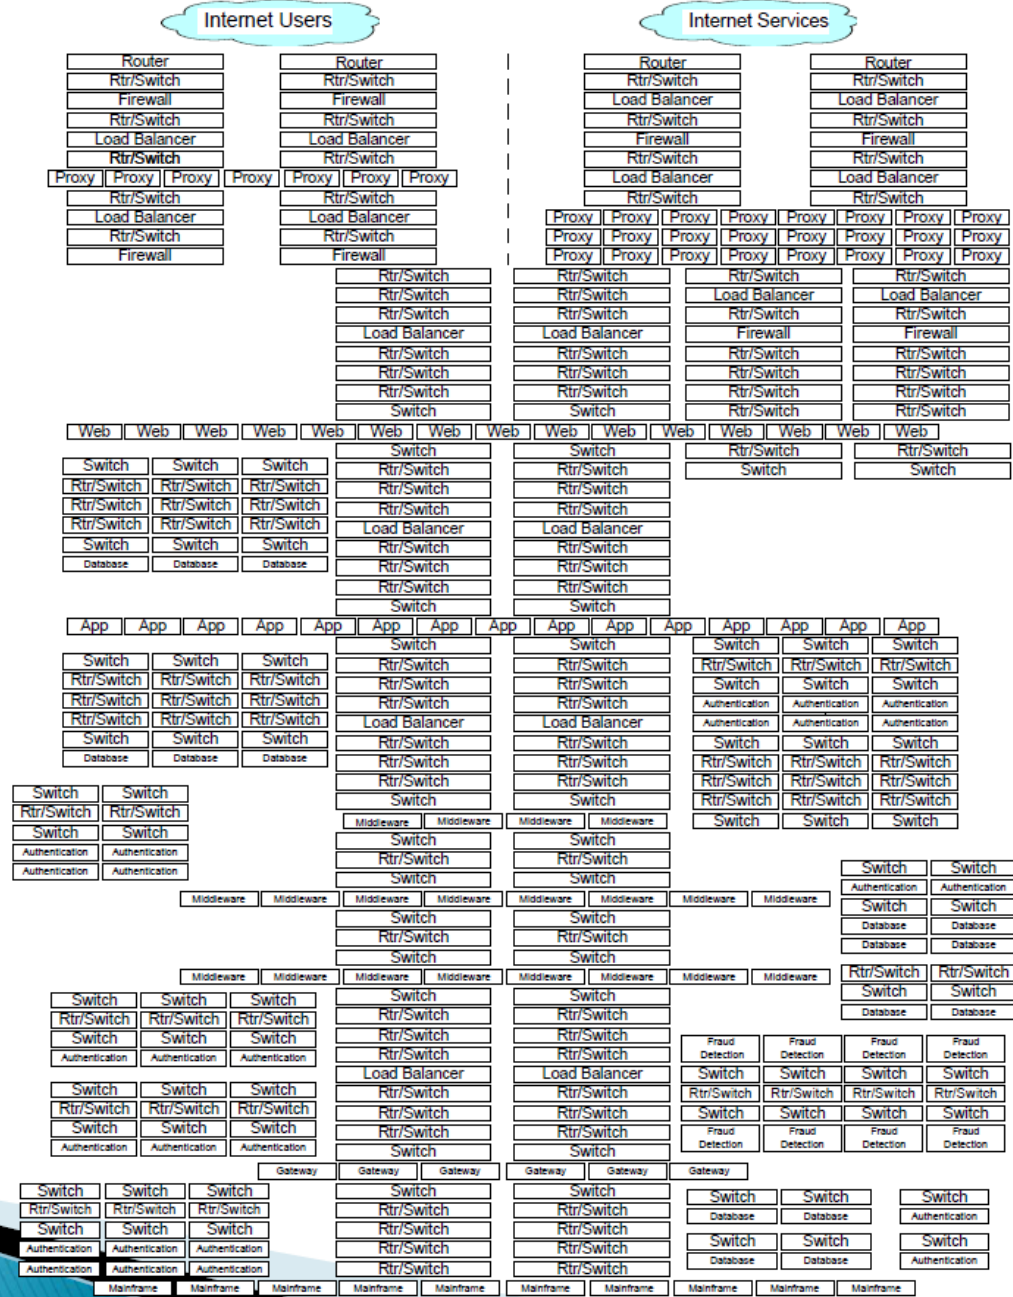 Internet Users Internet Services
Router Router Router Router
Rtr/Switch Rtr/Switch Rtr/Switch Rtr/Switch
Firewall Firewall Load Balancer Load Balancer
Rtr/Switch Rtr/Switch Rtr/Switch Rtr/Switch
Load Balancer Load Balancer Firewall Firewall
Rtr/Switch Rtr/Switch Rtr/Switch Rtr/Switch
Proxy Proxy Proxy Proxy Proxy Proxy Proxy Load Balancer Load Balancer
Rtr/Switch Rtr/Switch Rtr/Switch Rtr/Switch
Load Balancer Load Balancer Proxy Proxy Proxy Proxy Proxy Proxy Proxy Proxy
Rtr/Switch Rtr/Switch Proxy Proxy Proxy Proxy Proxy Proxy Proxy Proxy
Firewall Firewall Proxy Proxy Proxy Proxy Proxy Proxy Proxy Proxy
Rtr/Switch Rtr/Switch Rtr/Switch Rtr/Switch
Rtr/Switch Rtr/Switch Load Balancer Load Balancer
Rtr/Switch Rtr/Switch Rtr/Switch Rtr/Switch
Load Balancer Load Balancer Firewall Firewall
Rtr/Switch Rtr/Switch Rtr/Switch Rtr/Switch
Rtr/Switch Rtr/Switch Rtr/Switch Rtr/Switch
Rtr/Switch Rtr/Switch Rtr/Switch Rtr/Switch
Switch Switch Rtr/Switch Rtr/Switch
Web Web Web Web Web Web Web Web Web Web Web Web Web Web Web
Switch Switch Rtr/Switch Rtr/Switch
Switch Switch Switch Rtr/Switch Rtr/Switch Switch Switch
Rtr/Switch Rtr/Switch Rtr/Switch Rtr/Switch Rtr/Switch
Rtr/Switch Rtr/Switch Rtr/Switch Rtr/Switch Rtr/Switch
Rtr/Switch Rtr/Switch Rtr/Switch Load Balancer Load Balancer
Switch Switch Switch Rtr/Switch Rtr/Switch
Database Database Database Rtr/Switch Rtr/Switch
Rtr/Switch Rtr/Switch
Switch Switch
App App App App App App App App App App App App App App App
Switch Switch Switch Switch Switch
Switch Switch Switch Rtr/Switch Rtr/Switch Rtr/Switch Rtr/Switch Rtr/Switch
Rtr/Switch Rtr/Switch Rtr/Switch Rtr/Switch Rtr/Switch Switch Switch Switch
Rtr/Switch Rtr/Switch Rtr/Switch Rtr/Switch Rtr/Switch Authentication Authentication Authentication
Rtr/Switch Rtr/Switch Rtr/Switch Load Balancer Load Balancer Authentication Authentication Authentication
Switch Switch Switch Rtr/Switch Rtr/Switch Switch Switch Switch
Database Database Database Rtr/Switch Rtr/Switch Rtr/Switch Rtr/Switch Rtr/Switch
Rtr/Switch Rtr/Switch Rtr/Switch Rtr/Switch Rtr/Switch
Switch Switch Switch Switch Rtr/Switch Rtr/Switch Rtr/Switch
Rtr/Switch Rtr/Switch Middleware Middleware Middleware Middleware Switch Switch Switch
Switch Switch Switch Switch
Authentication Authentication Rtr/Switch Rtr/Switch Switch Switch
Authentication Authentication Switch Switch Authentication Authentication
Middleware Middleware Middleware Middleware Middleware Middleware Middleware Middleware Switch Switch
Switch Switch Database Database
Rtr/Switch Rtr/Switch Database Database
Switch Switch
Middleware Middleware Middleware Middleware Middleware Middleware Middleware Middleware Rtr/Switch Rtr/Switch
Switch Switch Switch Switch Switch Switch Switch
Rtr/Switch Rtr/Switch Rtr/Switch Rtr/Switch Rtr/Switch Database Database
Switch Switch Switch Rtr/Switch Rtr/Switch Fraud Fraud Fraud Fraud
Authentication Authentication Authentication Rtr/Switch Rtr/Switch Detection Detection Detection Detection
Load Balancer Load Balancer Switch Switch Switch Switch
Switch Switch Switch Rtr/Switch Rtr/Switch Rtr/Switch Rtr/Switch Rtr/Switch Rtr/Switch
Rtr/Switch Rtr/Switch Rtr/Switch Rtr/Switch Rtr/Switch Switch Switch Switch Switch
Switch Switch Switch Rtr/Switch Rtr/Switch Fraud Fraud Fraud Fraud
Authentication Authentication Authentication Switch Switch Detection Detection Detection Detection
Gateway Gateway Gateway Gateway Gateway Gateway
Switch Switch Switch Switch Switch Switch Switch Switch
Rtr/Switch Rtr/Switch Rtr/Switch Rtr/Switch Rtr/Switch Database Database Authentication
Switch Switch Switch Rtr/Switch Rtr/Switch Switch Switch Switch
Authentication Authentication Authentication Rtr/Switch Rtr/Switch Database Database Authentication
Authentication Authentication Authentication Rtr/Switch Rtr/Switch
Mainframe Mainframe Mainframe Mainframe Mainframe Mainframe Mainframe Mainframe Mainframe Mainframe